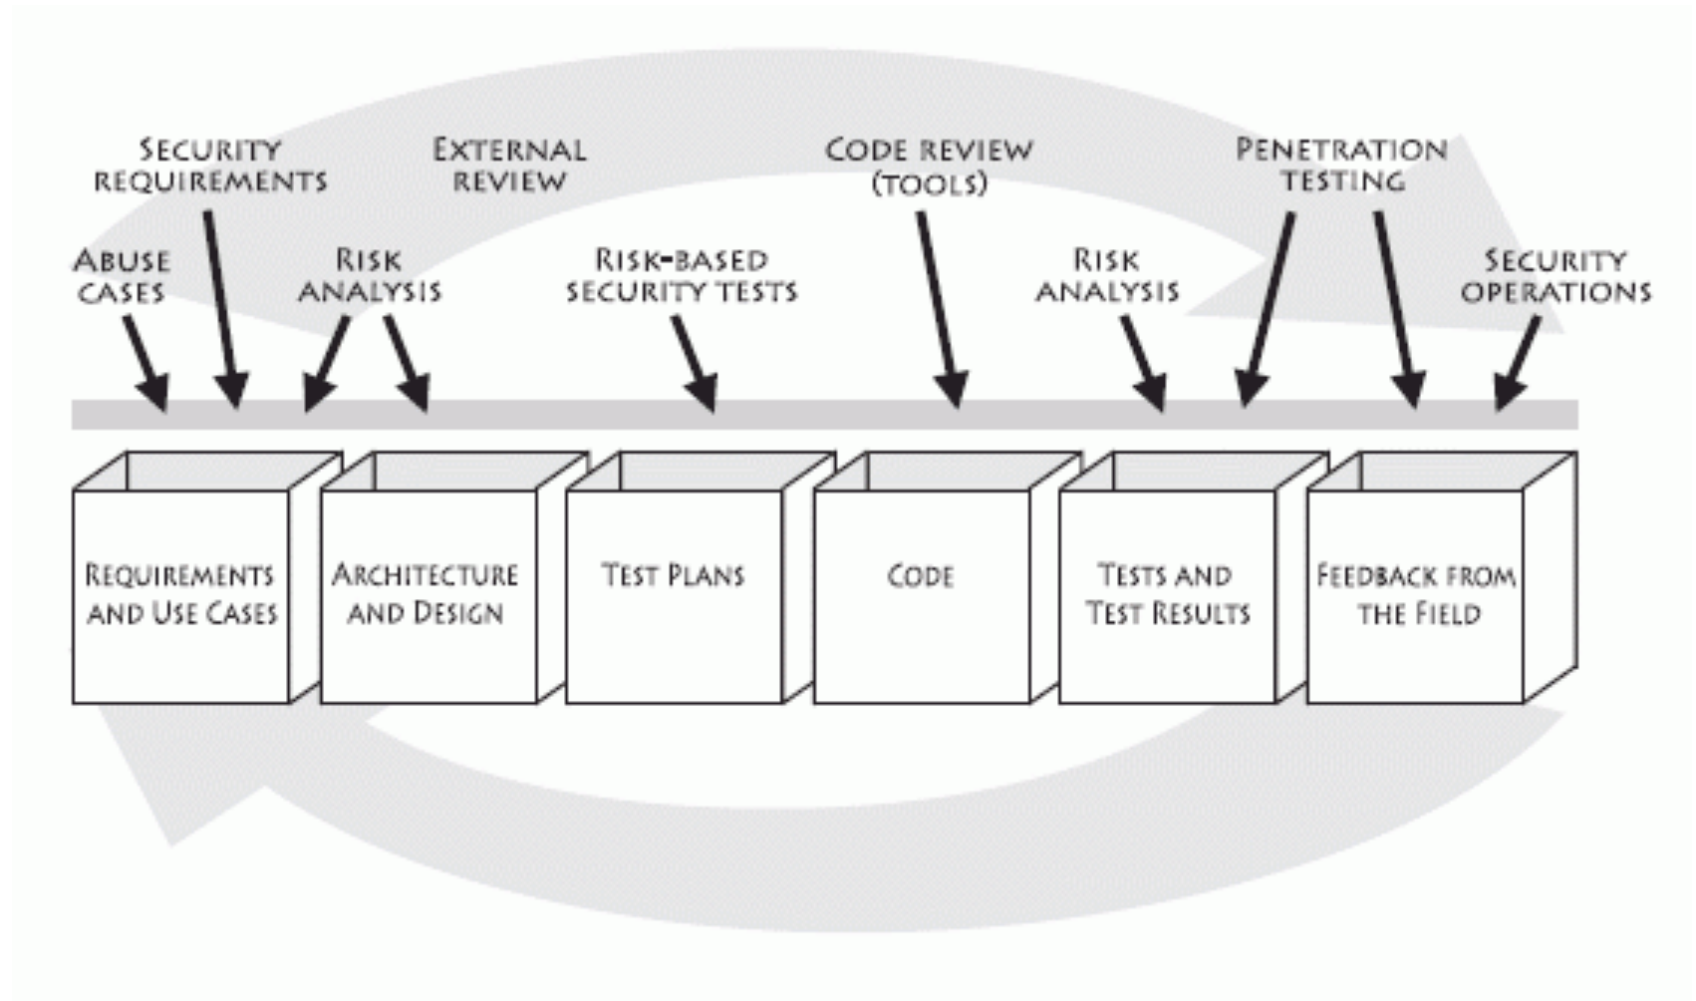 SECURITY
REQUIREMENTS
EXTERNAL
REVIEW
CODE REVIEW
(TOOLS)
PENETRATION
TESTING
ABUSE
CASES
RISK
ANALYSIS
RISK-BASED
SECURITY TESTS
RISK
ANALYSIS
SECURITY
OPERATIONS
REQUIREMENTS
AND USE CASES
ARCHITECTURE
AND DESIGN
TEST PLANS
CODE
TESTS AND
TEST RESULTS
FEEDBACK FROM
THE FIELD